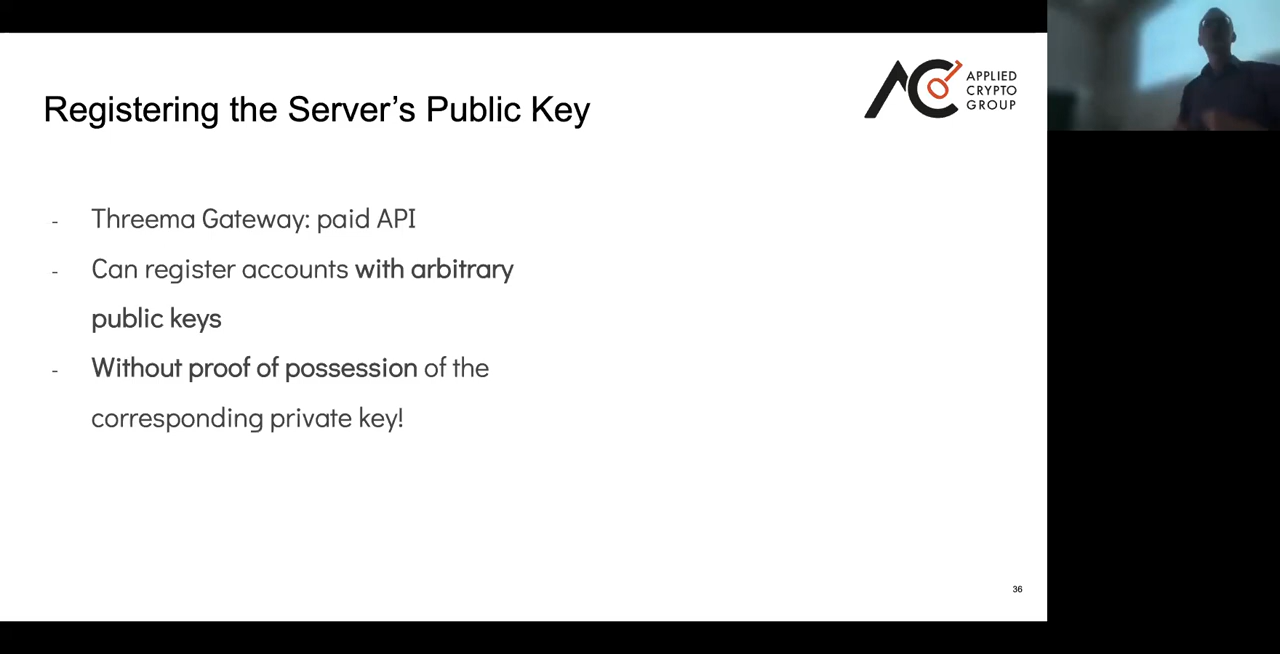 Registering the Server’s Public Key
APPLIED
CRYPTO
GROUP
- Threema Gateway: paid API
- Can register accounts with arbitrary
public keys
- Without proof of possession of the
corresponding private key!
36